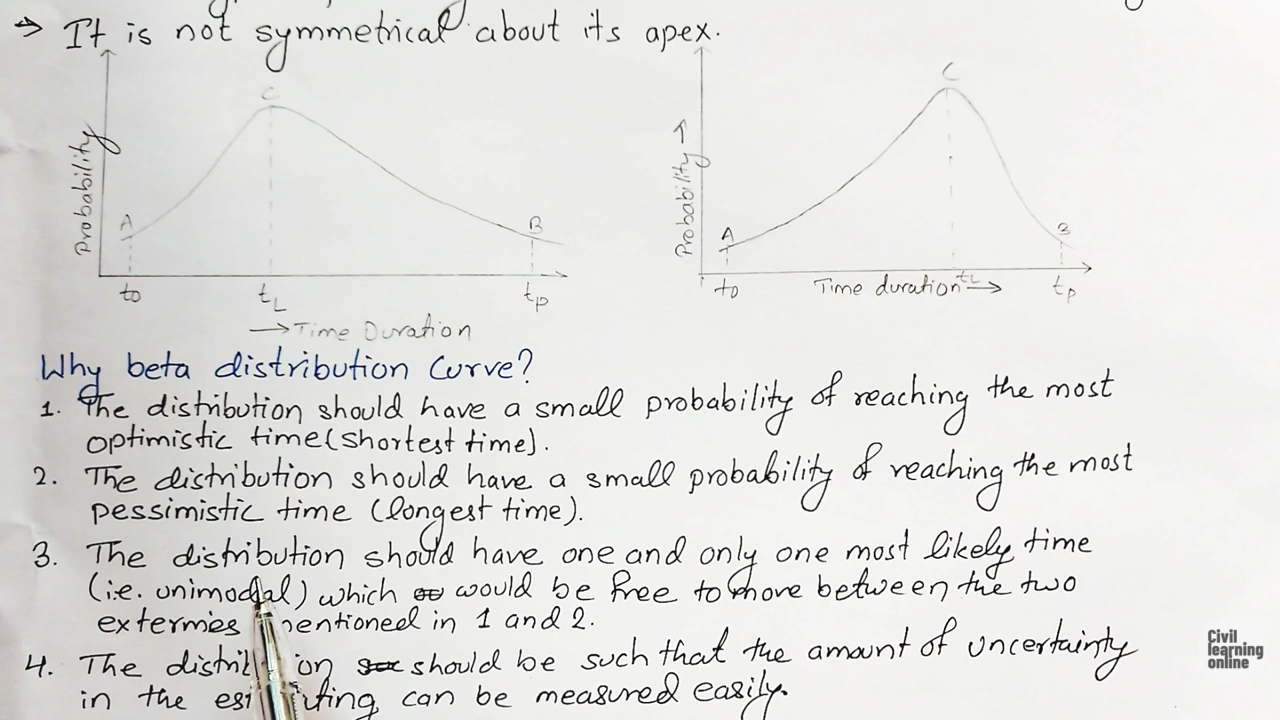 → It is not symmetrical about its apex.
Probability
C
A
B
to
tL
tp
→ Time Duration
Probability →
C
A
B
to
Time duration →
tL
tp
Why beta distribution Curve?
1. The distribution should have a small probability of reaching the most
optimistic time (shortest time).
2. The distribution should have a small probability of reaching the most
pessimistic time (longest time).
3. The distribution should have one and only one most likely time
(i.e. unimodal) which would be free to move between the two
extermies mentioned in 1 and 2.
4. The distribution should be such that the amount of uncertainty
in the esti can be measured easily.
Civil
learning
online